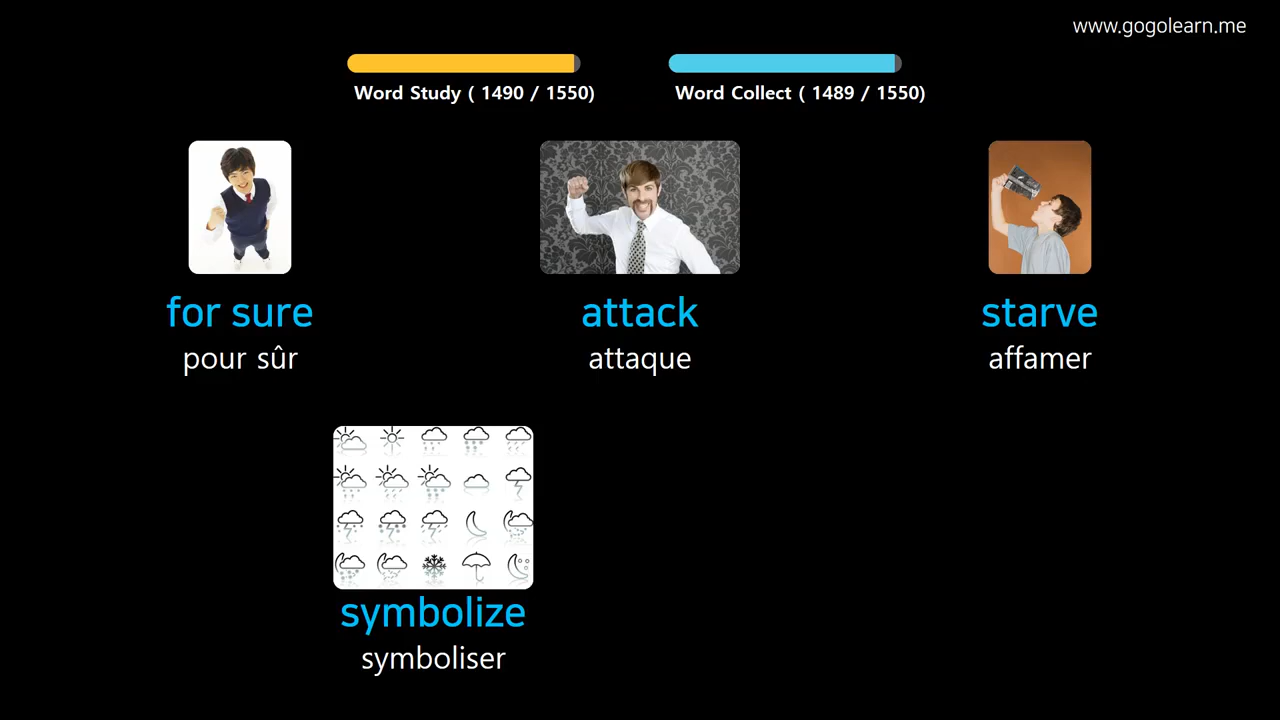 www.gogolearn.me
Word Study ( 1490 / 1550)
Word Collect ( 1489 / 1550)
for sure
pour sûr
attack
attaque
starve
affamer
symbolize
symboliser